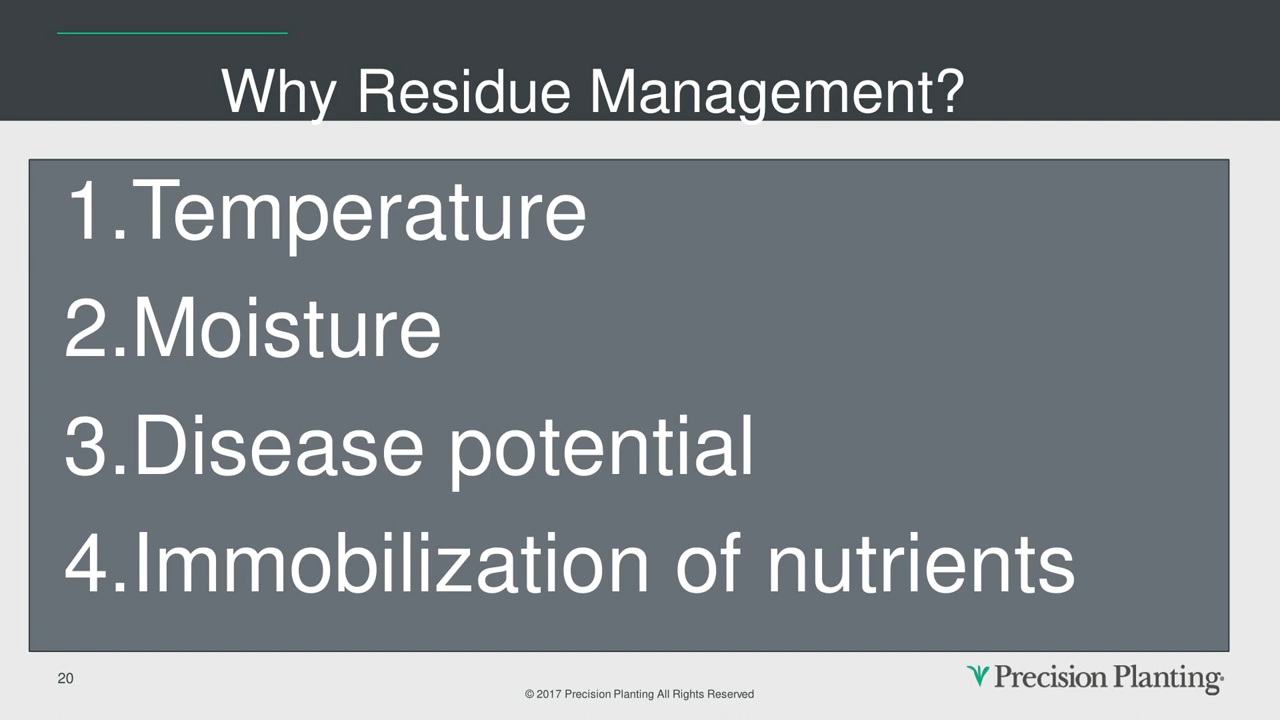 Why Residue Management?
1.Temperature
2.Moisture
3.Disease potential
4.Immobilization of nutrients
20
Precision Planting®
© 2017 Precision Planting All Rights Reserved